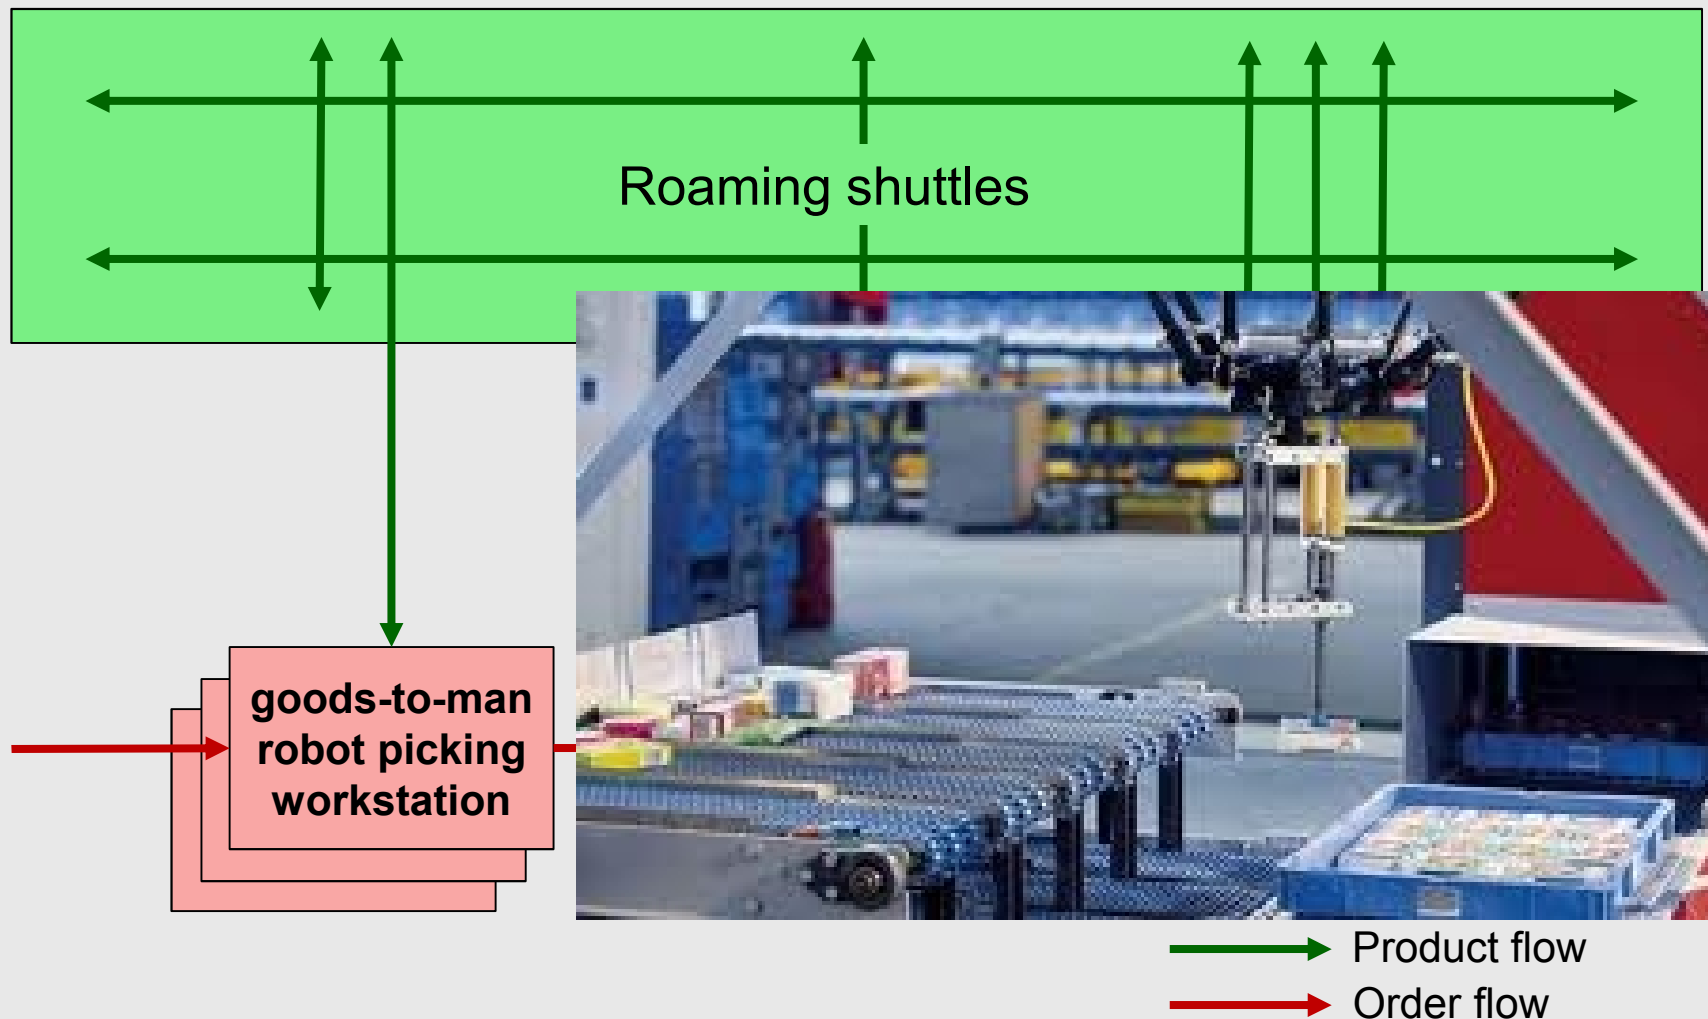 Roaming shuttles
goods-to-man
robot picking
workstation
Product flow
Order flow